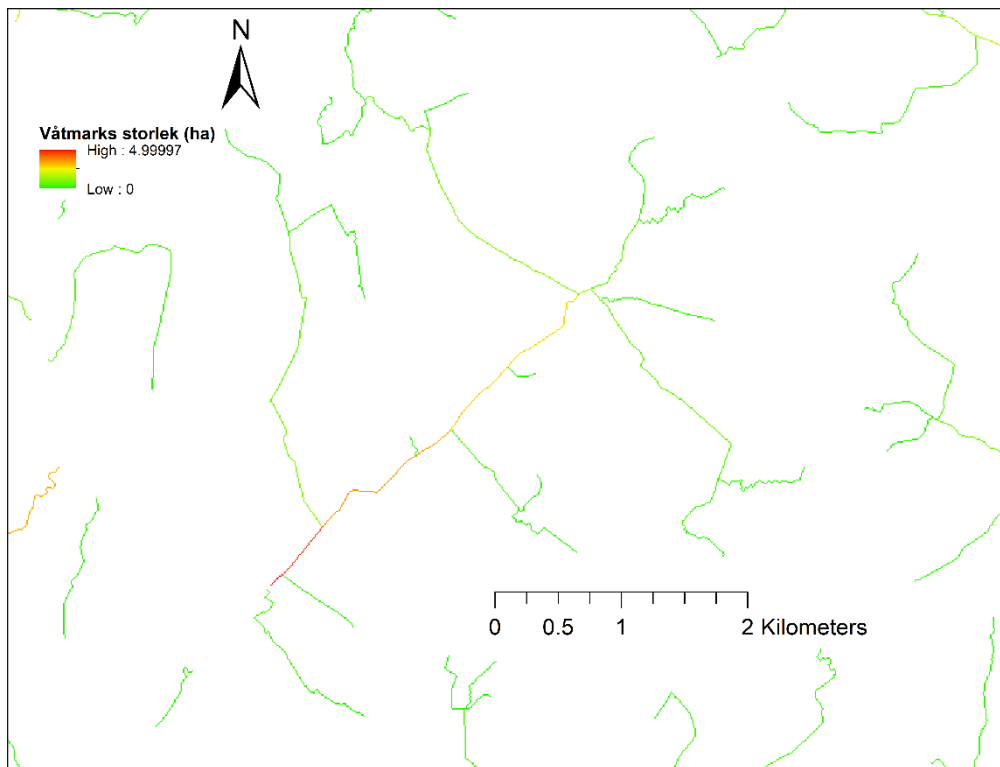 N
Våtmarks storlek (ha)
High : 4.99997
Low : 0
0 0.5 1 2 Kilometers